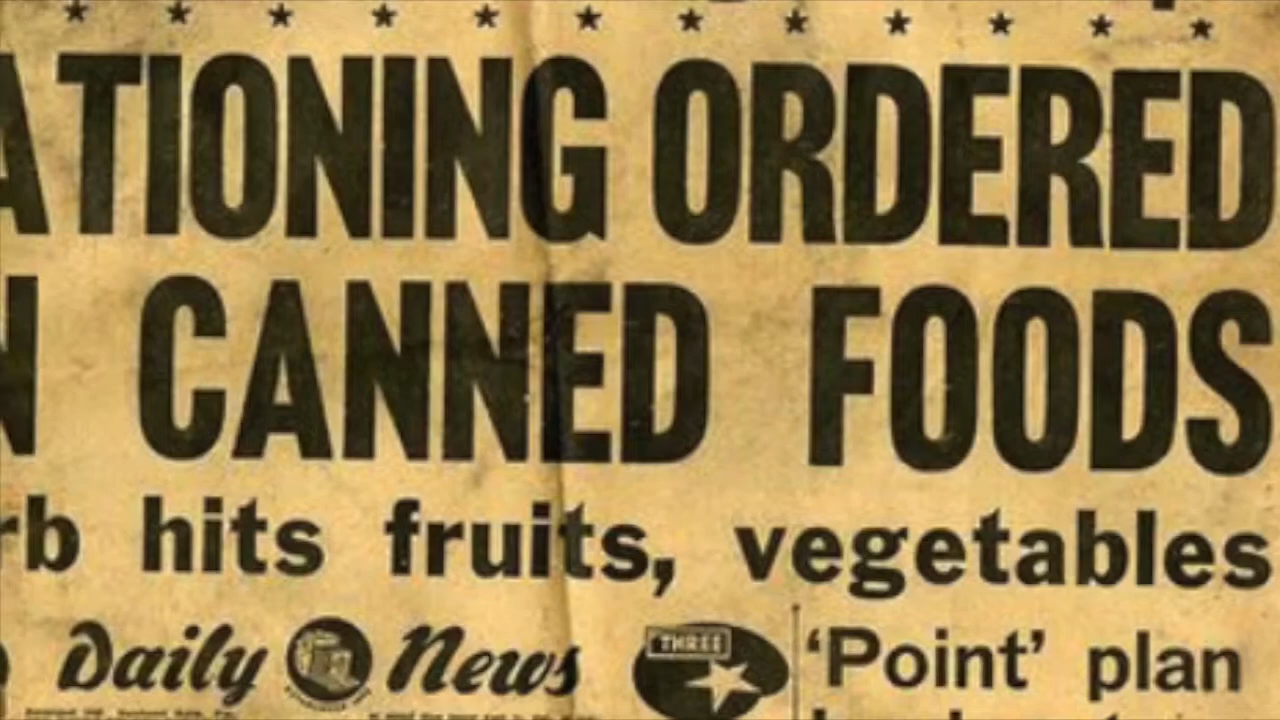 ATIONING ORDERED
N CANNED FOODS
rb hits fruits, vegetables
Daily News
THREE
'Point' plan